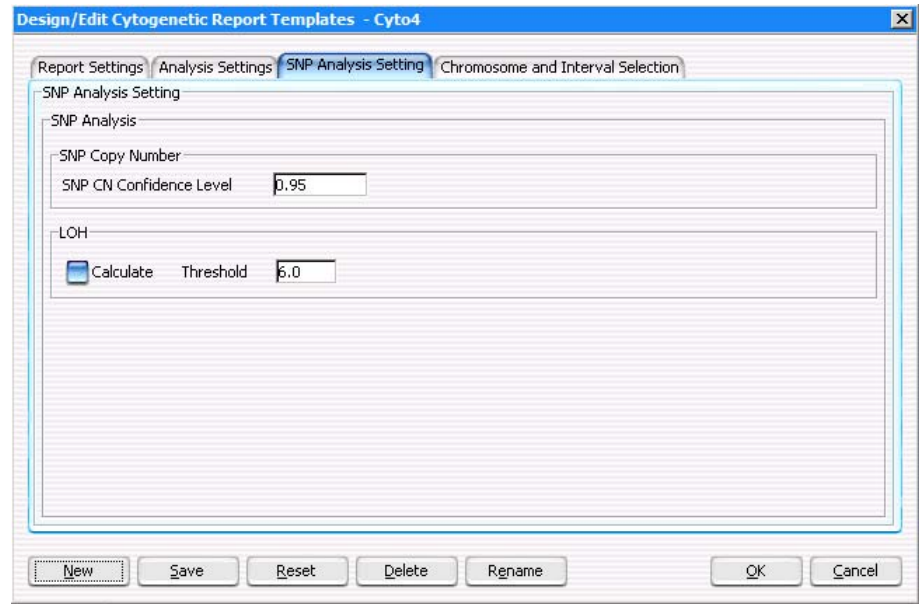 Design/Edit Cytogenetic Report Templates - Cyto4
Report Settings Analysis Settings SNP Analysis Setting Chromosome and Interval Selection
SNP Analysis Setting
SNP Analysis
SNP Copy Number
SNP CN Confidence Level 0.95
LOH
Calculate Threshold 6.0
New Save Reset Delete Rename OK Cancel